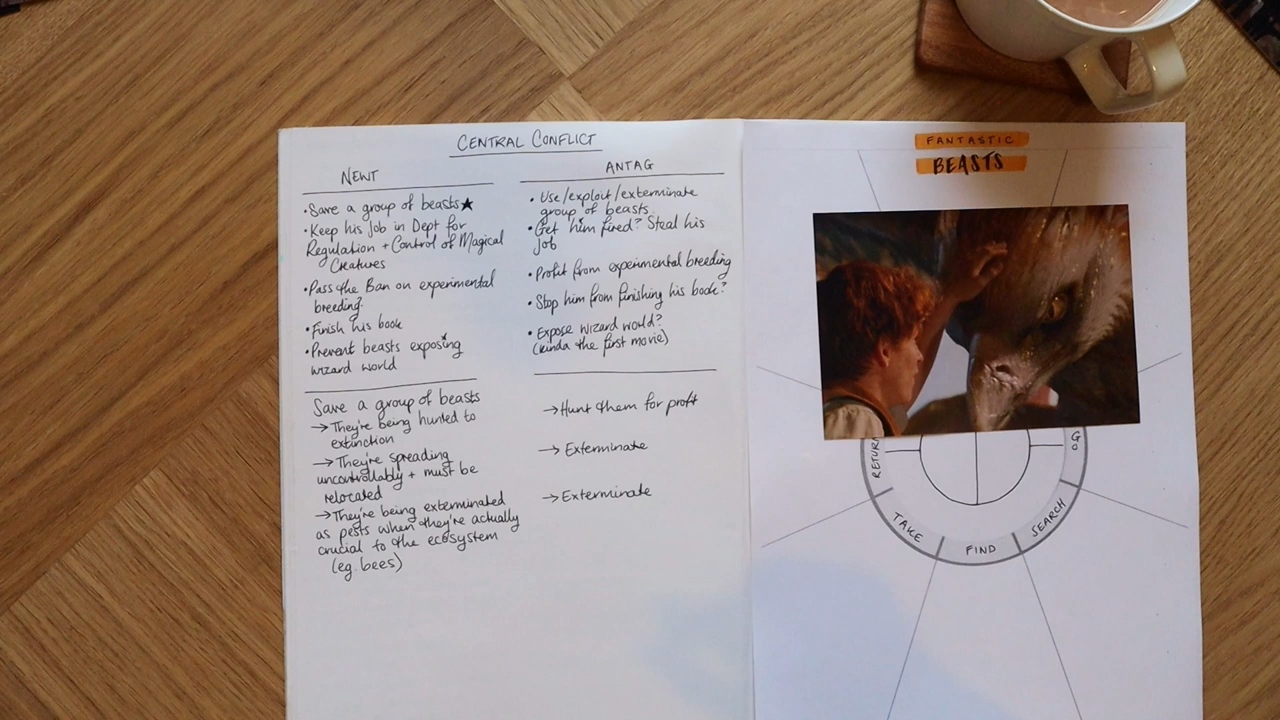 CENTRAL CONFLICT
NEWT
•Save a group of beasts★
•Keep his job in Dept for
Regulation + Control of Magical
Creatures
•Pass the Ban on experimental
breeding?
•Finish his book
•Prevent beasts exposing
wizard world
ANTAG
•Use/exploit/exterminate
group of beasts
•Get him fired? Steal his
job
•Profit from experimental breeding
•Stop him from finishing his book?
•Expose wizard world?
(kinda the first movie)
Save a group of beasts
→They're being hunted to
extinction
→They're spreading
uncontrollably + must be
relocated
→They're being exterminated
as pests when they're actually
crucial to the ecosystem
(eg. bees)
→Hunt them for profit
→Exterminate
→Exterminate
FANTASTIC
BEASTS
RETURN
TAKE
FIND
SEARCH
GO